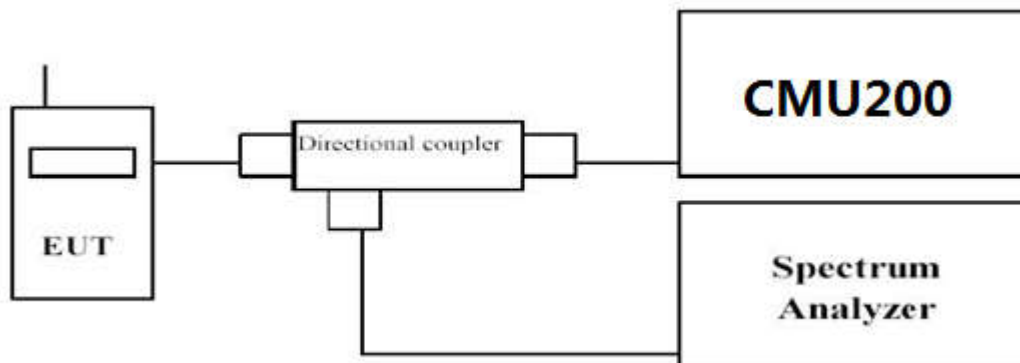 CMU200
Directional coupler
EUT
Spectrum
Analyzer